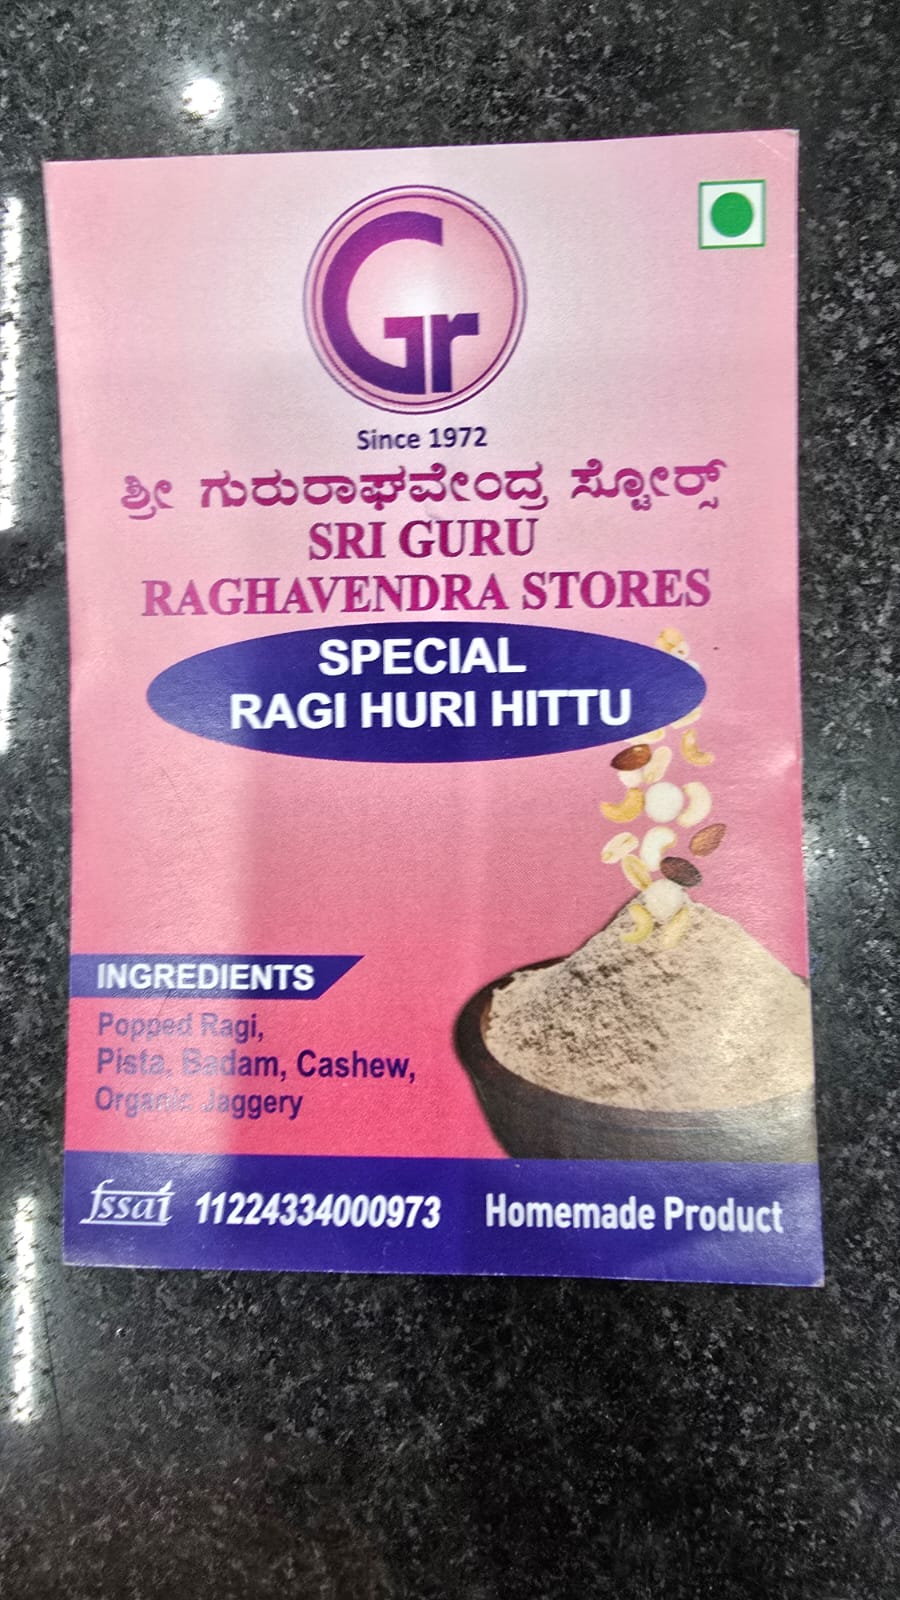 Gr
Since 1972
ಶ್ರೀ ಗುರುರಾಘವೇಂದ್ರ ಸ್ಟೋರ್ಸ್
SRI GURU
RAGHAVENDRA STORES
SPECIAL
RAGI HURI HITTU
INGREDIENTS
Popped Ragi,
Pista, Badam, Cashew,
Organic Jaggery
fssai 11224334000973 Homemade Product